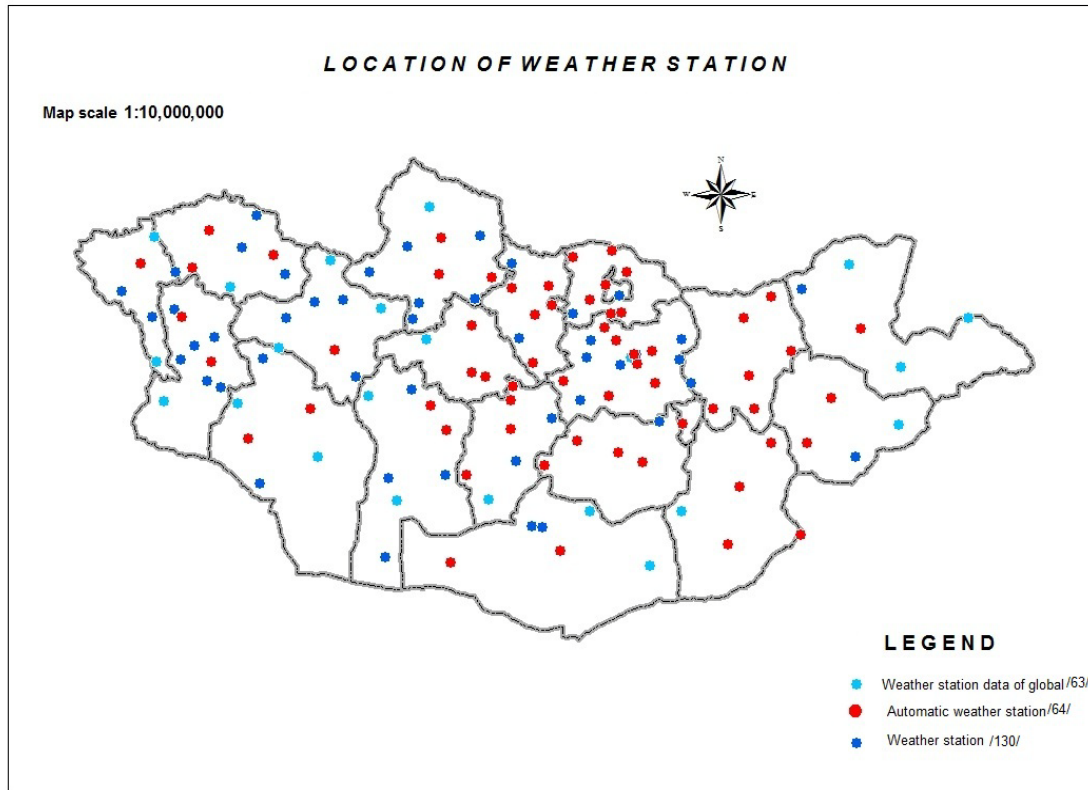 LOCATION OF WEATHER STATION
Map scale 1:10,000,000
N
W E
S
LEGEND
Weather station data of global /63/
Automatic weather station /64/
Weather station /130/